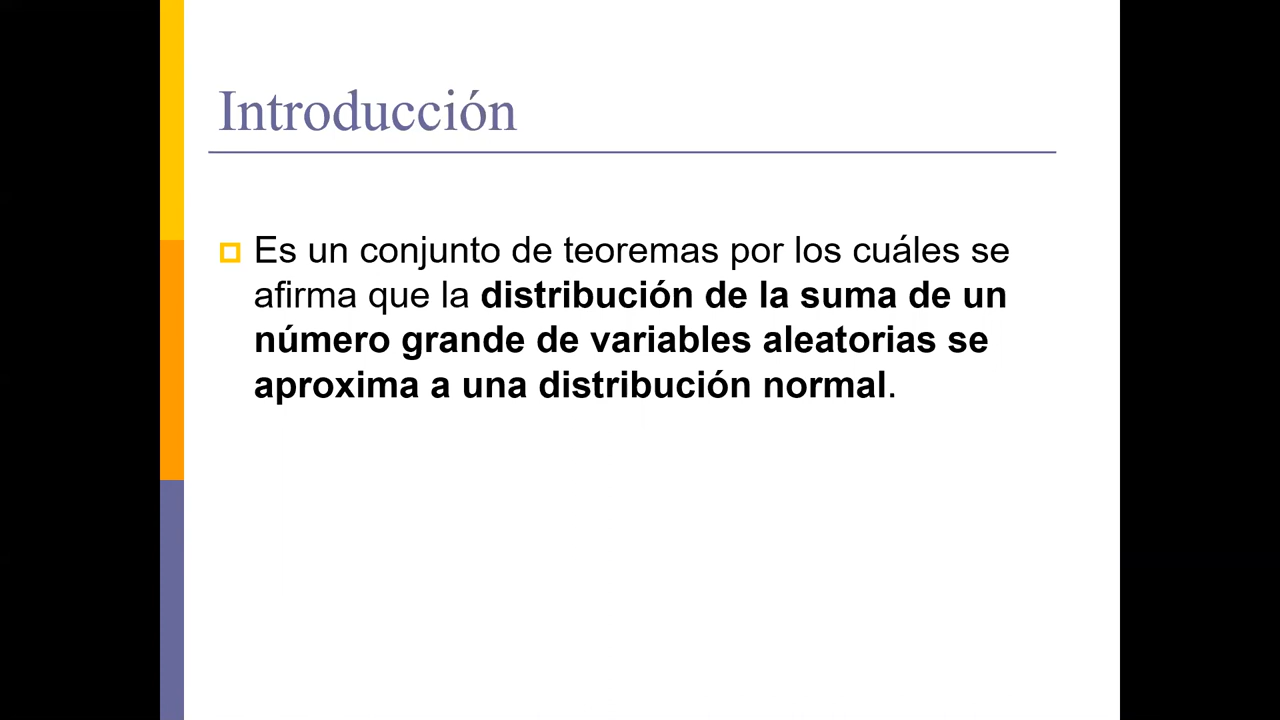 Introducción
Es un conjunto de teoremas por los cuáles se
afirma que la distribución de la suma de un
número grande de variables aleatorias se
aproxima a una distribución normal.